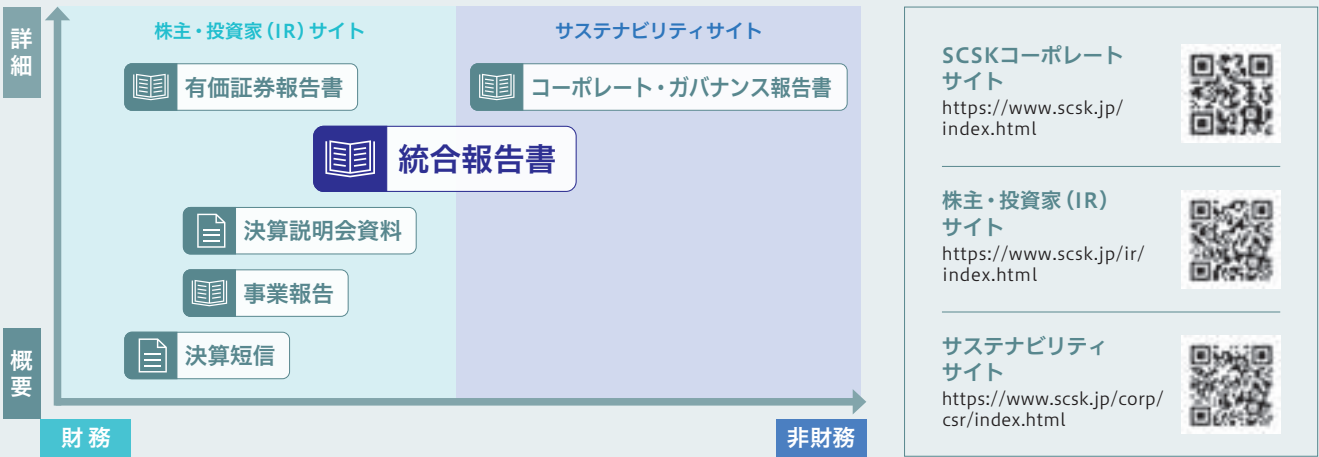 詳細
株主・投資家（IR）サイト
サステナビリティサイト
有価証券報告書
コーポレート・ガバナンス報告書
統合報告書
決算説明会資料
事業報告
決算短信
概要
財務
非財務
SCSKコーポレート
サイト
https://www.scsk.jp/
index.html
株主・投資家（IR）
サイト
https://www.scsk.jp/ir/
index.html
サステナビリティ
サイト
https://www.scsk.jp/corp/
csr/index.html